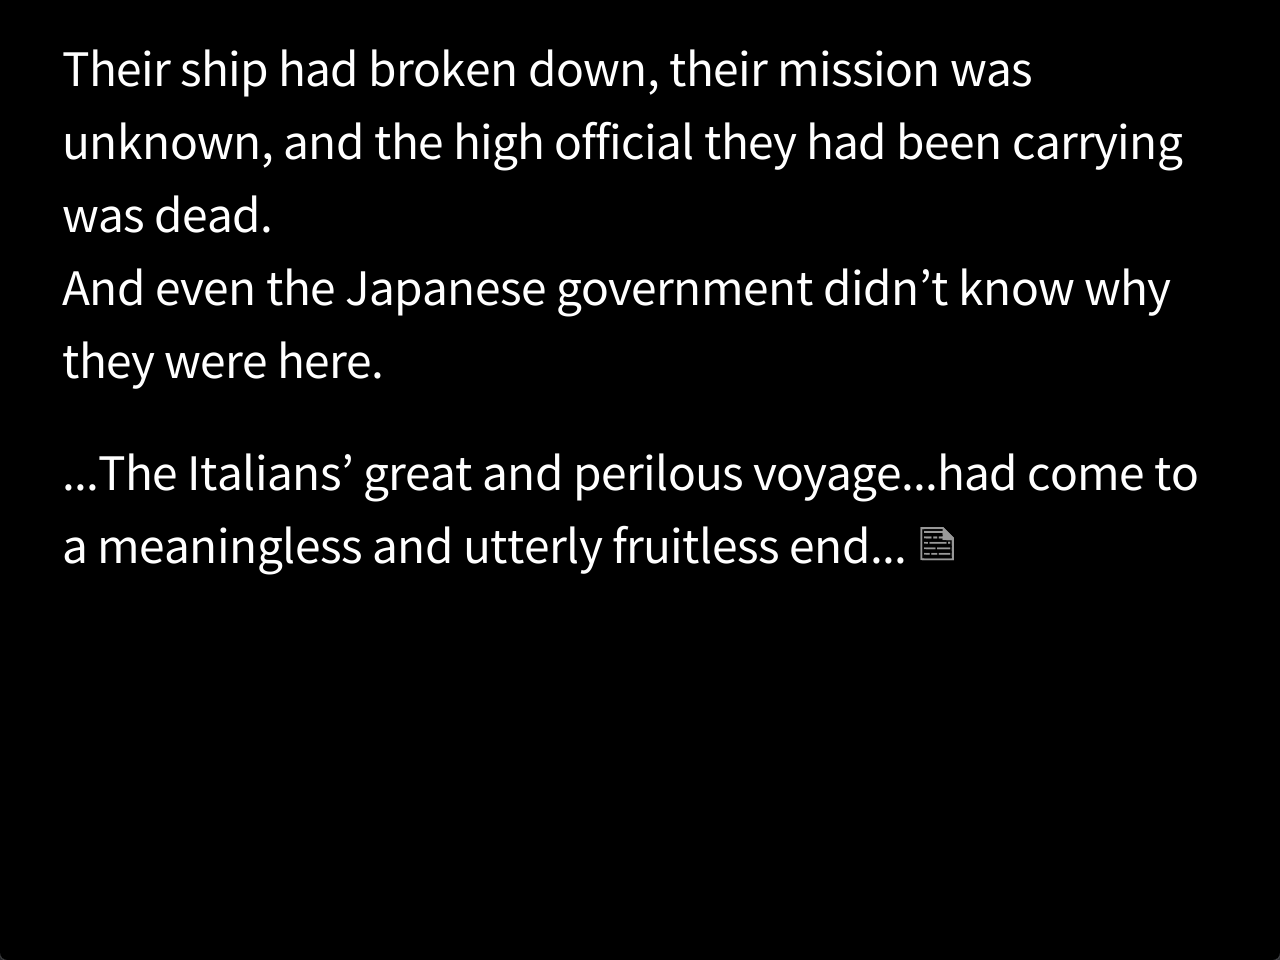 Their ship had broken down, their mission was
unknown, and the high official they had been carrying
was dead.
And even the Japanese government didn’t know why
they were here.
...The Italians’ great and perilous voyage...had come to
a meaningless and utterly fruitless end...